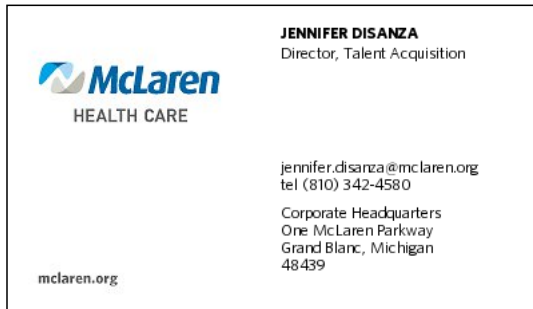 McLaren
HEALTH CARE
mclaren.org
JENNIFER DISANZA
Director, Talent Acquisition
jennifer.disanza@mclaren.org
tel (810) 342-4580
Corporate Headquarters
One McLaren Parkway
Grand Blanc, Michigan
48439